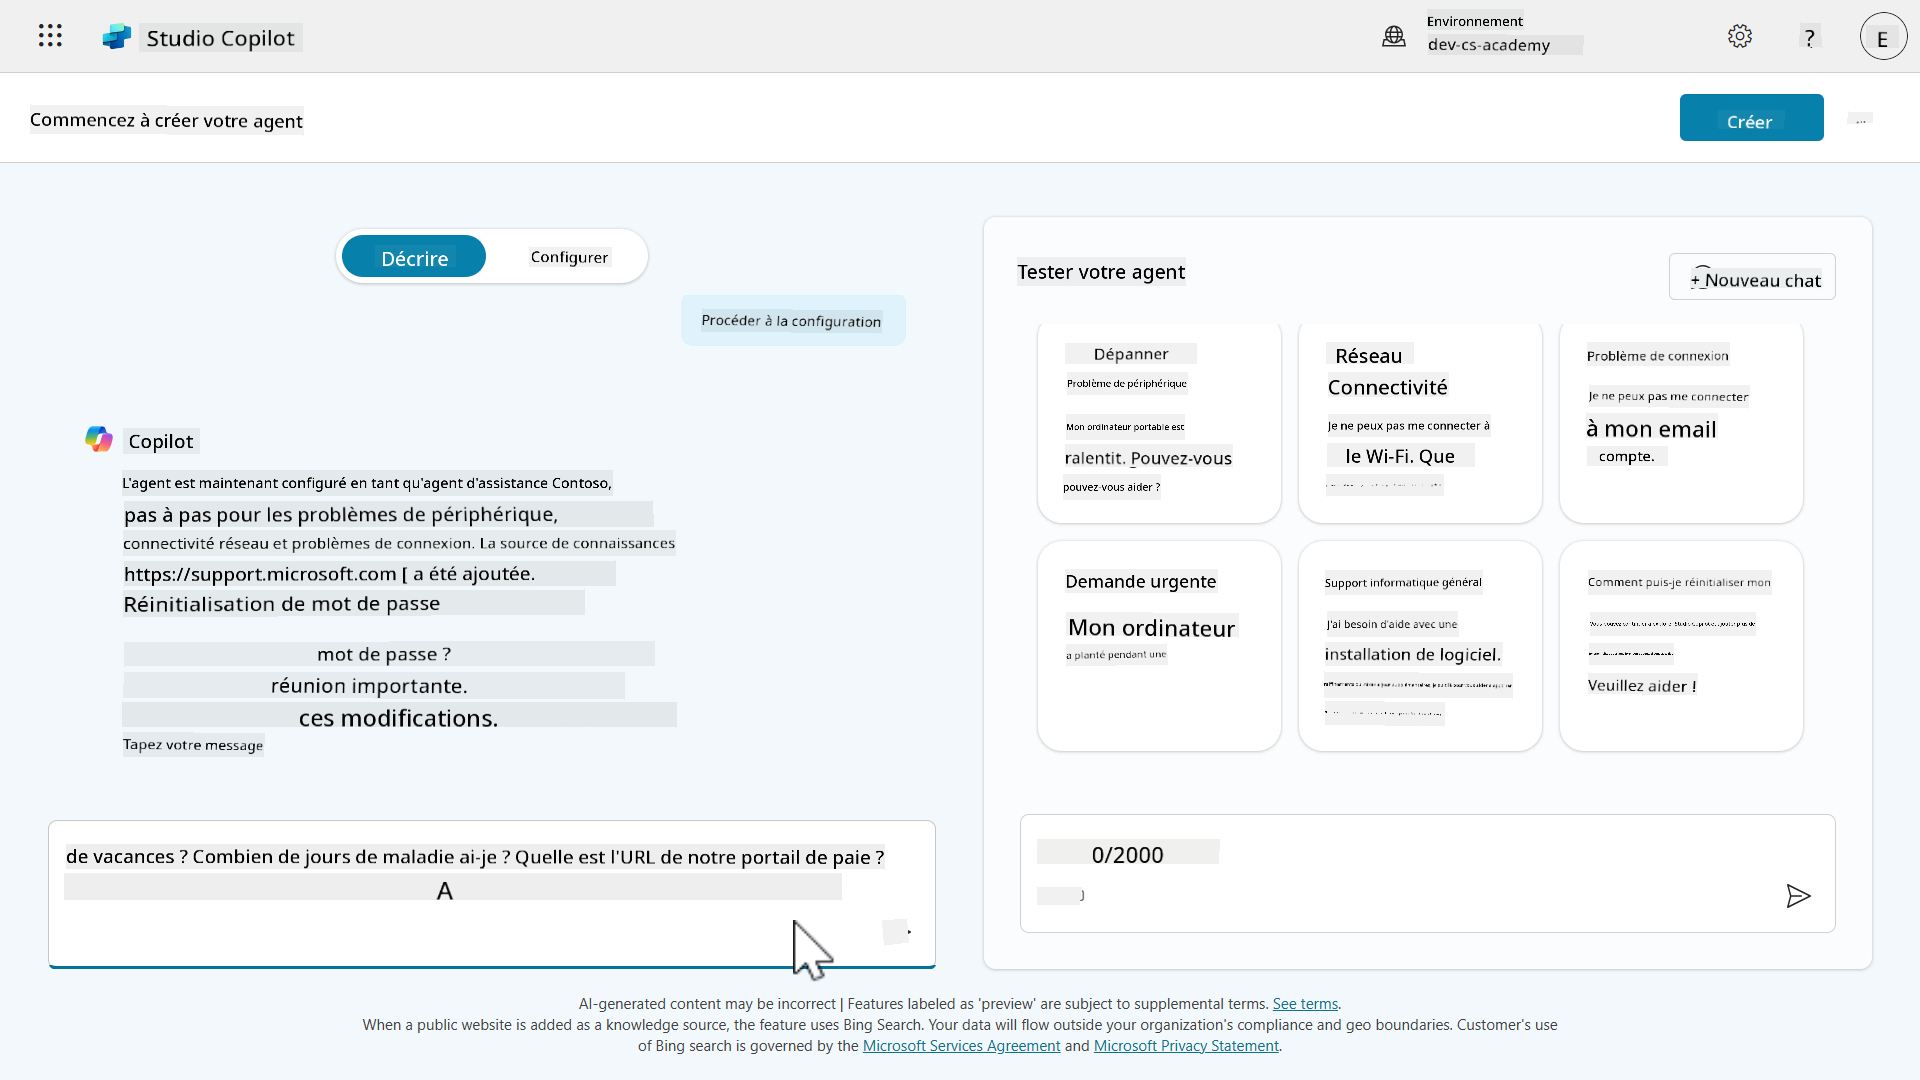 Studio Copilot
Environnement
dev-cs-academy
?
E
Commencez à créer votre agent
Créer
Décrire
Configurer
Procéder à la configuration
Copilot
L'agent est maintenant configuré en tant qu'agent d'assistance Contoso,
pas à pas pour les problèmes de périphérique,
connectivité réseau et problèmes de connexion. La source de connaissances
https://support.microsoft.com [ a été ajoutée.
Réinitialisation de mot de passe
mot de passe ?
réunion importante.
ces modifications.
Tapez votre message
de vacances ? Combien de jours de maladie ai-je ? Quelle est l'URL de notre portail de paie ?
A
Tester votre agent
+ Nouveau chat
Dépanner
Problème de périphérique
Mon ordinateur portable est
ralentit. Pouvez-vous
pouvez-vous aider ?
Réseau
Connectivité
Je ne peux pas me connecter à
le Wi-Fi. Que
Problème de connexion
Je ne peux pas me connecter
à mon email
compte.
Demande urgente
Mon ordinateur
a planté pendant une
Support informatique général
J'ai besoin d'aide avec une
installation de logiciel.
Comment puis-je réinitialiser mon
Veuillez aider !
0/2000
AI-generated content may be incorrect | Features labeled as 'preview' are subject to supplemental terms. See terms.
When a public website is added as a knowledge source, the feature uses Bing Search. Your data will flow outside your organization's compliance and geo boundaries. Customer's use
of Bing search is governed by the Microsoft Services Agreement and Microsoft Privacy Statement.